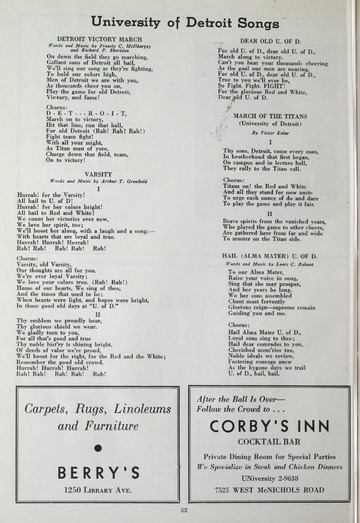 University of Detroit Songs
DETROIT VICTORY MARCH
Words and Music by Francis C. McIlhargey
and Richard P. Sheridan
Down on the field they go marching,
Gallant sons of Detroit all hail,
We'll sing our song as they're fighting,
To hold our colors high,
Men of Detroit we are with you,
As thousands cheer you on,
Play the game for old Detroit,
Victory, and fame!
Chorus:
D - E - T - - R - O - I - T,
March on to victory,
Hit that line, run that ball,
For old Detroit (Rah! Rah! Rah!)
Fight team fight!
With all your might,
As Titan men of yore,
Charge down that field, team,
On to victory!
VARSITY
Words and Music by Arthur T. Greenfield
I
Hurrah! for the Varsity!
All hail to U. of D!
Hurrah! for her colors bright!
All hail to Red and White!
We count her victories ever new,
We love her spirit, too;
We'll boost her along, with a laugh and a song:—
With hearts that are loyal and true.
Hurrah! Hurrah! Hurrah!
Rah! Rah! Rah! Rah! Rah!
Chorus:
Varsity, old Varsity,
Our thoughts are all for you.
We're ever loyal Varsity;
We love your colors true. (Rah! Rah!)
Home of our hearts, We sing of thee,
And the times that used to be;
When hearts were light, and hopes were bright,
In those good old days at "U. of D."
II
Thy emblem we proudly bear,
Thy glorious shield we wear.
We gladly turn to you,
For all that's good and true
Thy noble hist'ry is shining bright,
Of deeds of valor we're proud,
We'll boost for the right, for the Red and the White;
Remember the good old crowd.
Hurrah! Hurrah! Hurrah!
Rah! Rah! Rah! Rah! Rah!
DEAR OLD U. OF D.
For old U. of D., dear old U. of D.,
March along to victory.
Can't you hear your thousands cheering
As the goal our men are nearing.
For old U. of D., dear old U. of D.,
True to you we'll ever be,
So Fight. Fight. FIGHT!
For the glorious Red and White,
Dear old U. of D.
MARCH OF THE TITANS
(University of Detroit)
By Victor Kolar
I
Thy sons, Detroit, come every man,
In brotherhood that first began,
On campus and in lecture hall,
They rally to the Titan call.
Chorus:
Titans on! the Red and White
And all they stand for now unite
To urge each ounce of do and dare
To play the game and play it fair.
II
Brave spirits from the vanished years,
Who played the game to other cheers,
Are gathered here from far and wide
To muster on the Titan side.
HAIL (ALMA MATER) U. OF D.
Words and Music by Louis C. Rabaut
To our Alma Mater,
Raise your voice in song,
Sing that she may prosper,
And her years be long.
We her sons assembled
Chant most fervently
Glorious reign—supreme remain
Guiding you and me.
Chorus:
Hail Alma Mater U. of D.,
Loyal sons sing to thee;
Hail dear comrades to you,
Cherished mem'ries too,
Noble ideals we review,
Fostering courage anew
As the bygone days we trail
U. of D., hail, hail.
Carpets, Rugs, Linoleums
and Furniture
BERRY'S
1250 LIBRARY AVE.
After the Ball Is Over—
Follow the Crowd to . . .
CORBY'S INN
COCKTAIL BAR
Private Dining Room for Special Parties
We Specialize in Steak and Chicken Dinners
UNiversity 2-9638
7525 WEST McNICHOLS ROAD
32